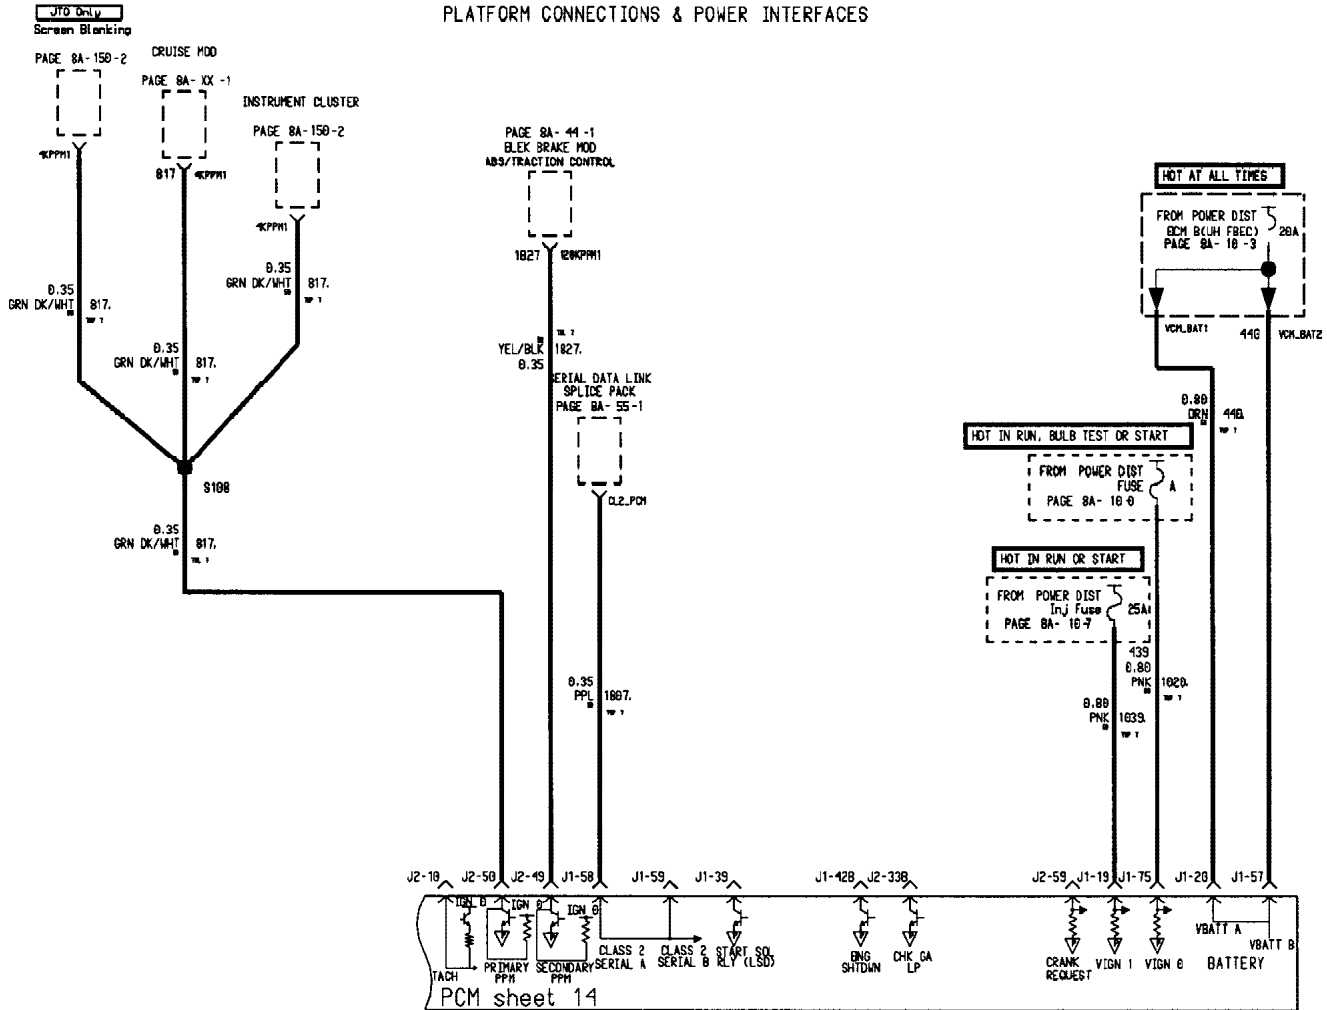 PLATFORM CONNECTIONS & POWER INTERFACES
JTO Only
Screen Blanking
PAGE 8A-150-2
4KPPM1
CRUISE MOD
PAGE 8A- XX -1
817 4KPPM1
INSTRUMENT CLUSTER
PAGE 8A-150-2
4KPPM1
PAGE 8A- 44 -1
ELEK BRAKE MOD
ABS/TRACTION CONTROL
1827 128KPPM1
HOT AT ALL TIMES
FROM POWER DIST
ECM B(UH FBEC)
PAGE 8A- 10 -3
20A
VCM_BAT1
440 VCM_BAT2
0.35
GRN DK/WHT 817.
0.35
GRN DK/WHT 817.
0.35
GRN DK/WHT 817.
YEL/BLK 1827.
0.35
SERIAL DATA LINK
SPLICE PACK
PAGE 8A- 55-1
CL2_PCM
0.80
ORN 440.
HOT IN RUN, BULB TEST OR START
FROM POWER DIST
FUSE A
PAGE 8A- 10-0
S108
0.35
GRN DK/WHT 817.
HOT IN RUN OR START
FROM POWER DIST
Inj Fuse 25A
PAGE 8A- 10-7
439
0.80
PNK 1020.
0.35
PPL 1807.
0.80
PNK 1039.
J2-10 J2-50 J2-49 J1-58 J1-59 J1-39 J1-42B J2-33B J2-59 J1-19 J1-75 J1-20 J1-57
IGN 0 IGN 0 IGN 0
TACH
PRIMARY
PPM
SECONDARY
PPM
CLASS 2
SERIAL A
CLASS 2
SERIAL B
START SOL
RLY (LSD)
ENG
SHTDWN
CHK GA
LP
CRANK
REQUEST
VIGN 1
VIGN 0
VBATT A
VBATT B
BATTERY
PCM sheet 14